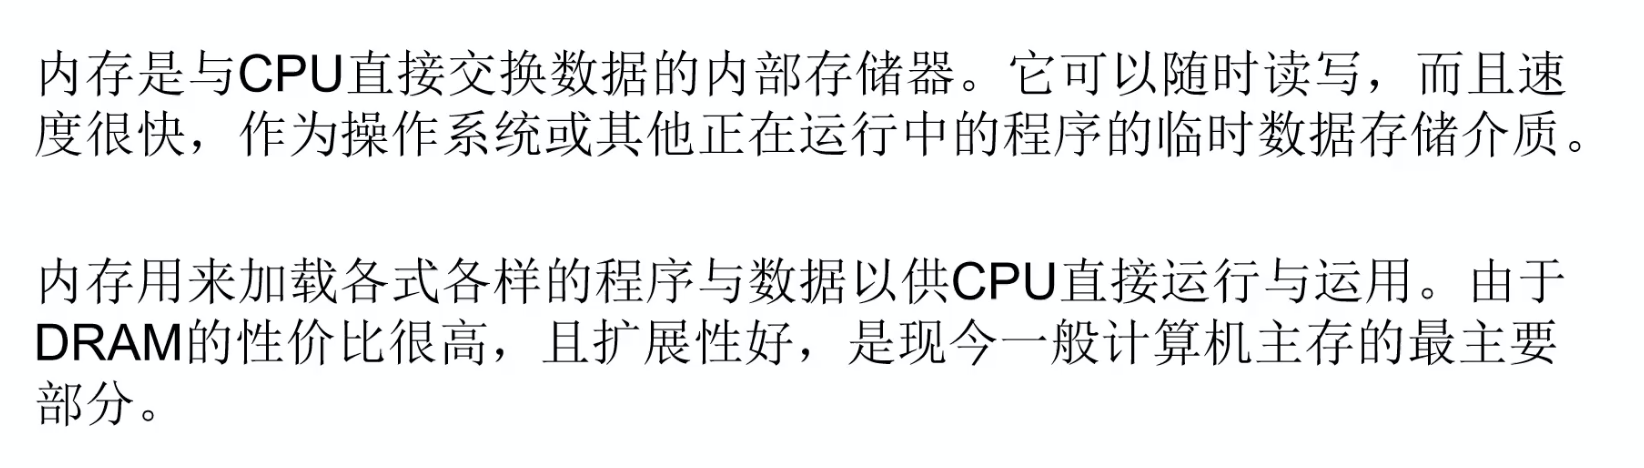 内存是与CPU直接交换数据的内部存储器。它可以随时读写，而且速
度很快，作为操作系统或其他正在运行中的程序的临时数据存储介质。
内存用来加载各式各样的程序与数据以供CPU直接运行与运用。由于
DRAM的性价比很高，且扩展性好，是现今一般计算机主存的最主要
部分。